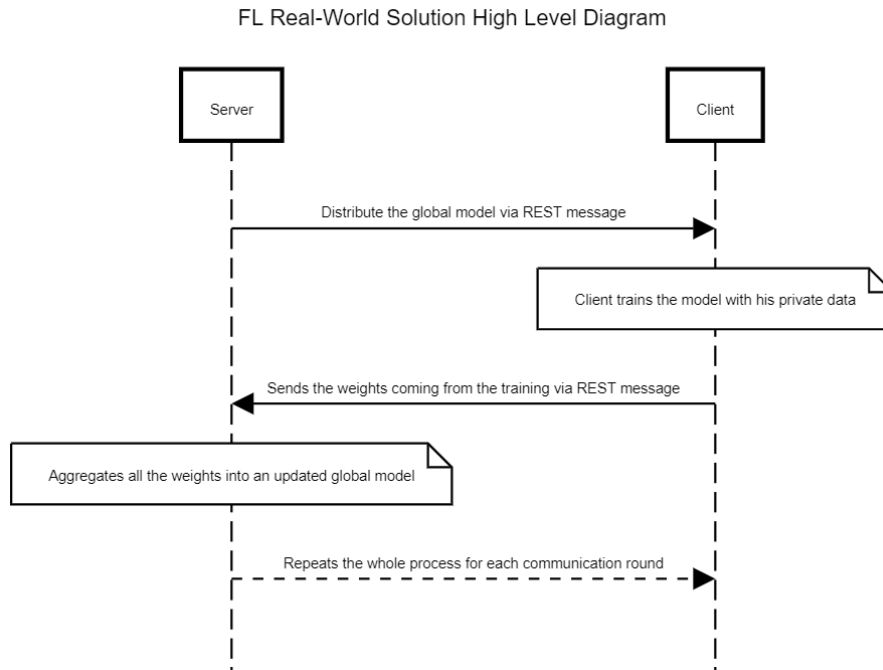 FL Real-World Solution High Level Diagram
Server
Client
Distribute the global model via REST message
Client trains the model with his private data
Sends the weights coming from the training via REST message
Aggregates all the weights into an updated global model
Repeats the whole process for each communication round